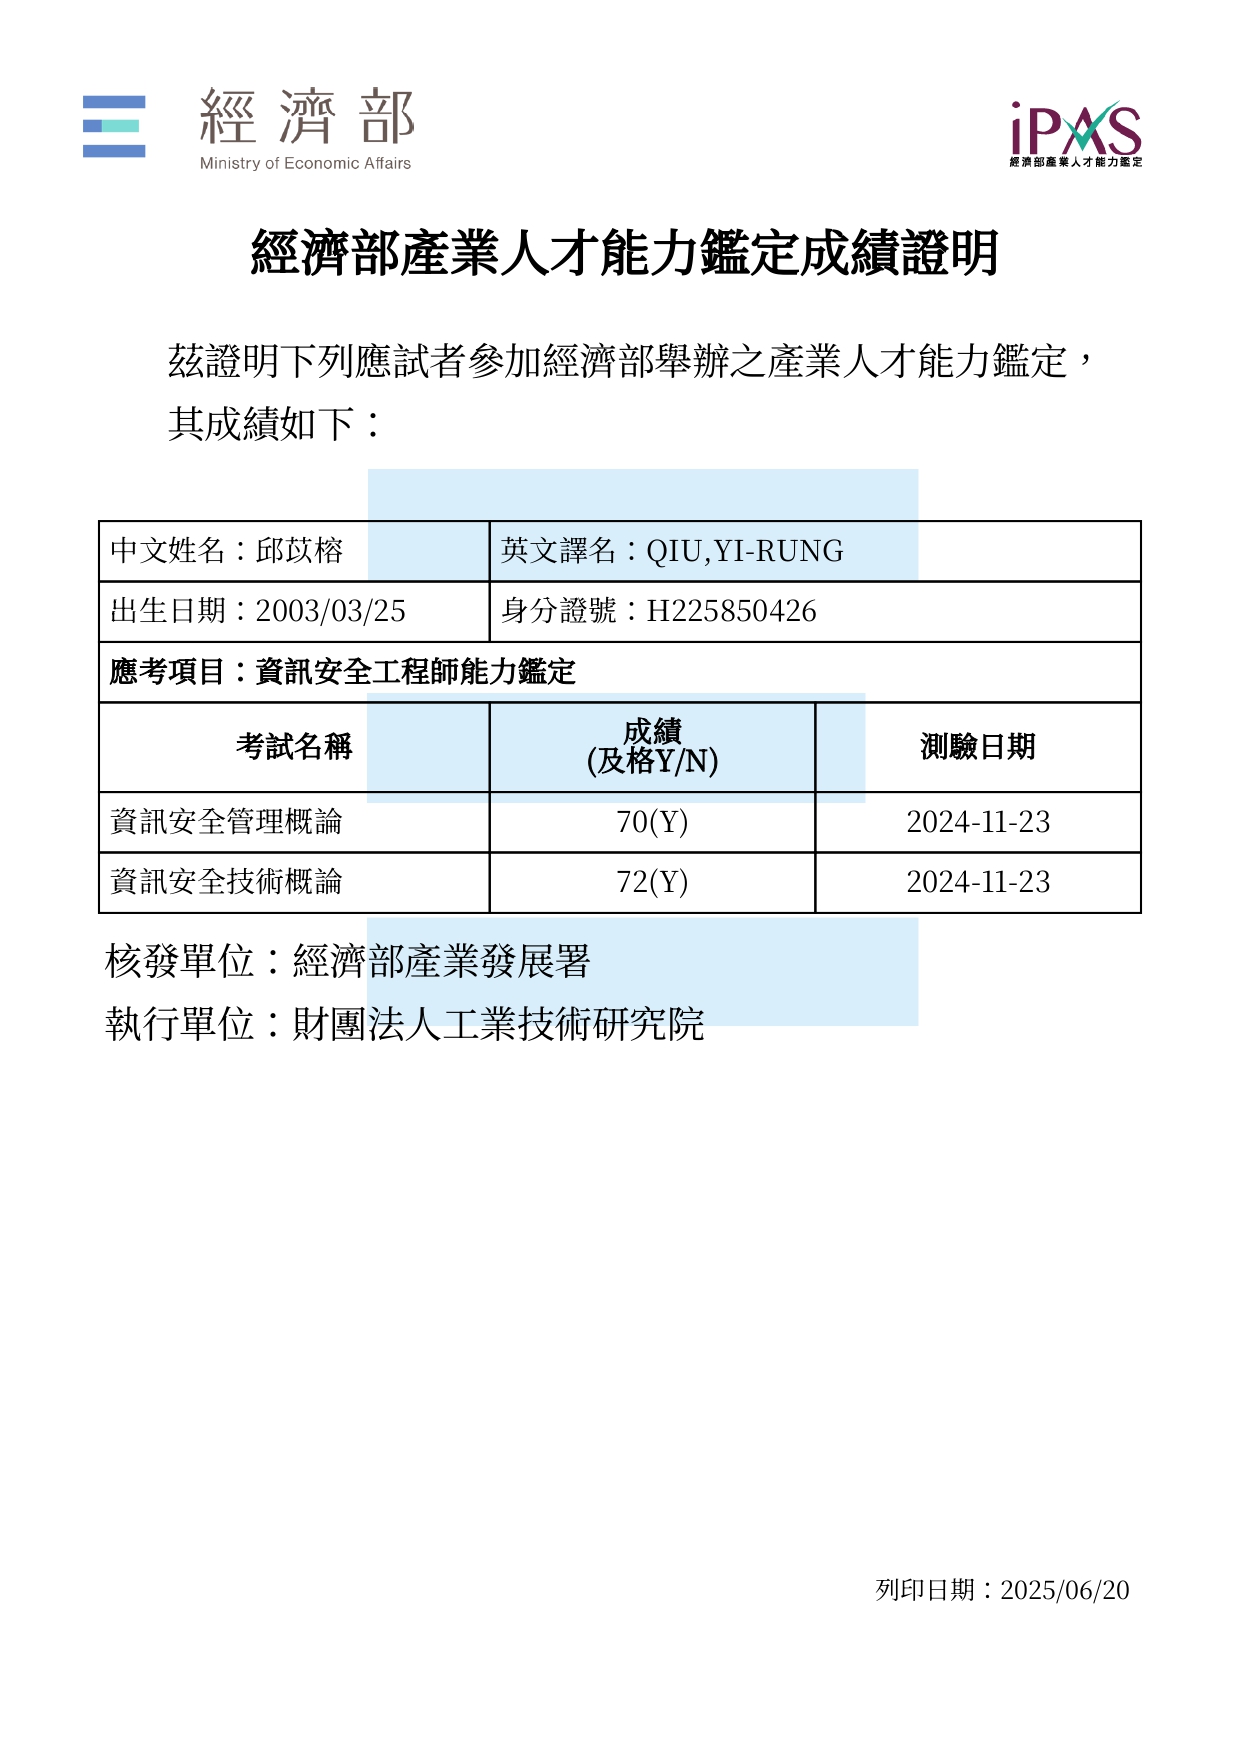 經濟部
Ministry of Economic Affairs
iPAS
經濟部產業人才能力鑑定
經濟部產業人才能力鑑定成績證明
茲證明下列應試者參加經濟部舉辦之產業人才能力鑑定，
其成績如下：
中文姓名：邱苡榕 英文譯名：QIU,YI-RUNG
出生日期：2003/03/25 身分證號：H225850426
應考項目：資訊安全工程師能力鑑定
考試名稱 成績 測驗日期
(及格Y/N)
資訊安全管理概論 70(Y) 2024-11-23
資訊安全技術概論 72(Y) 2024-11-23
核發單位：經濟部產業發展署
執行單位：財團法人工業技術研究院
列印日期：2025/06/20